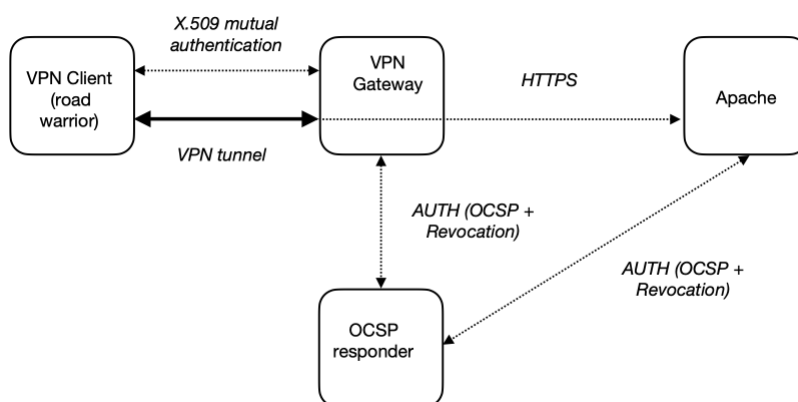 X.509 mutual
authentication
VPN Client
(road
warrior)
VPN
Gateway
HTTPS
Apache
VPN tunnel
AUTH (OCSP +
Revocation)
AUTH (OCSP +
Revocation)
OCSP
responder